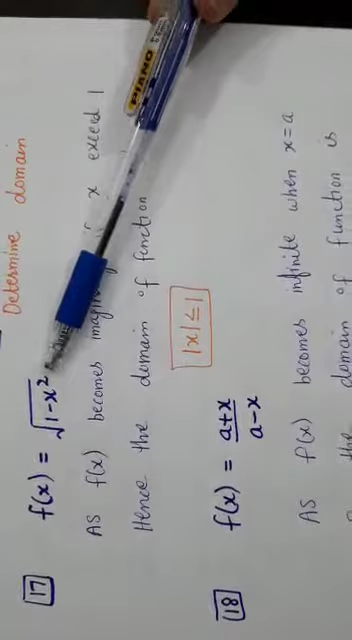 Determine domain
17 f(x) = √1-x²
AS f(x) becomes x exceed 1
Hence the domain of function
|x| ≤ 1
18 f(x) = a+x / a-x
AS f(x) becomes infinite when x = a
the domain of function is
PIANO